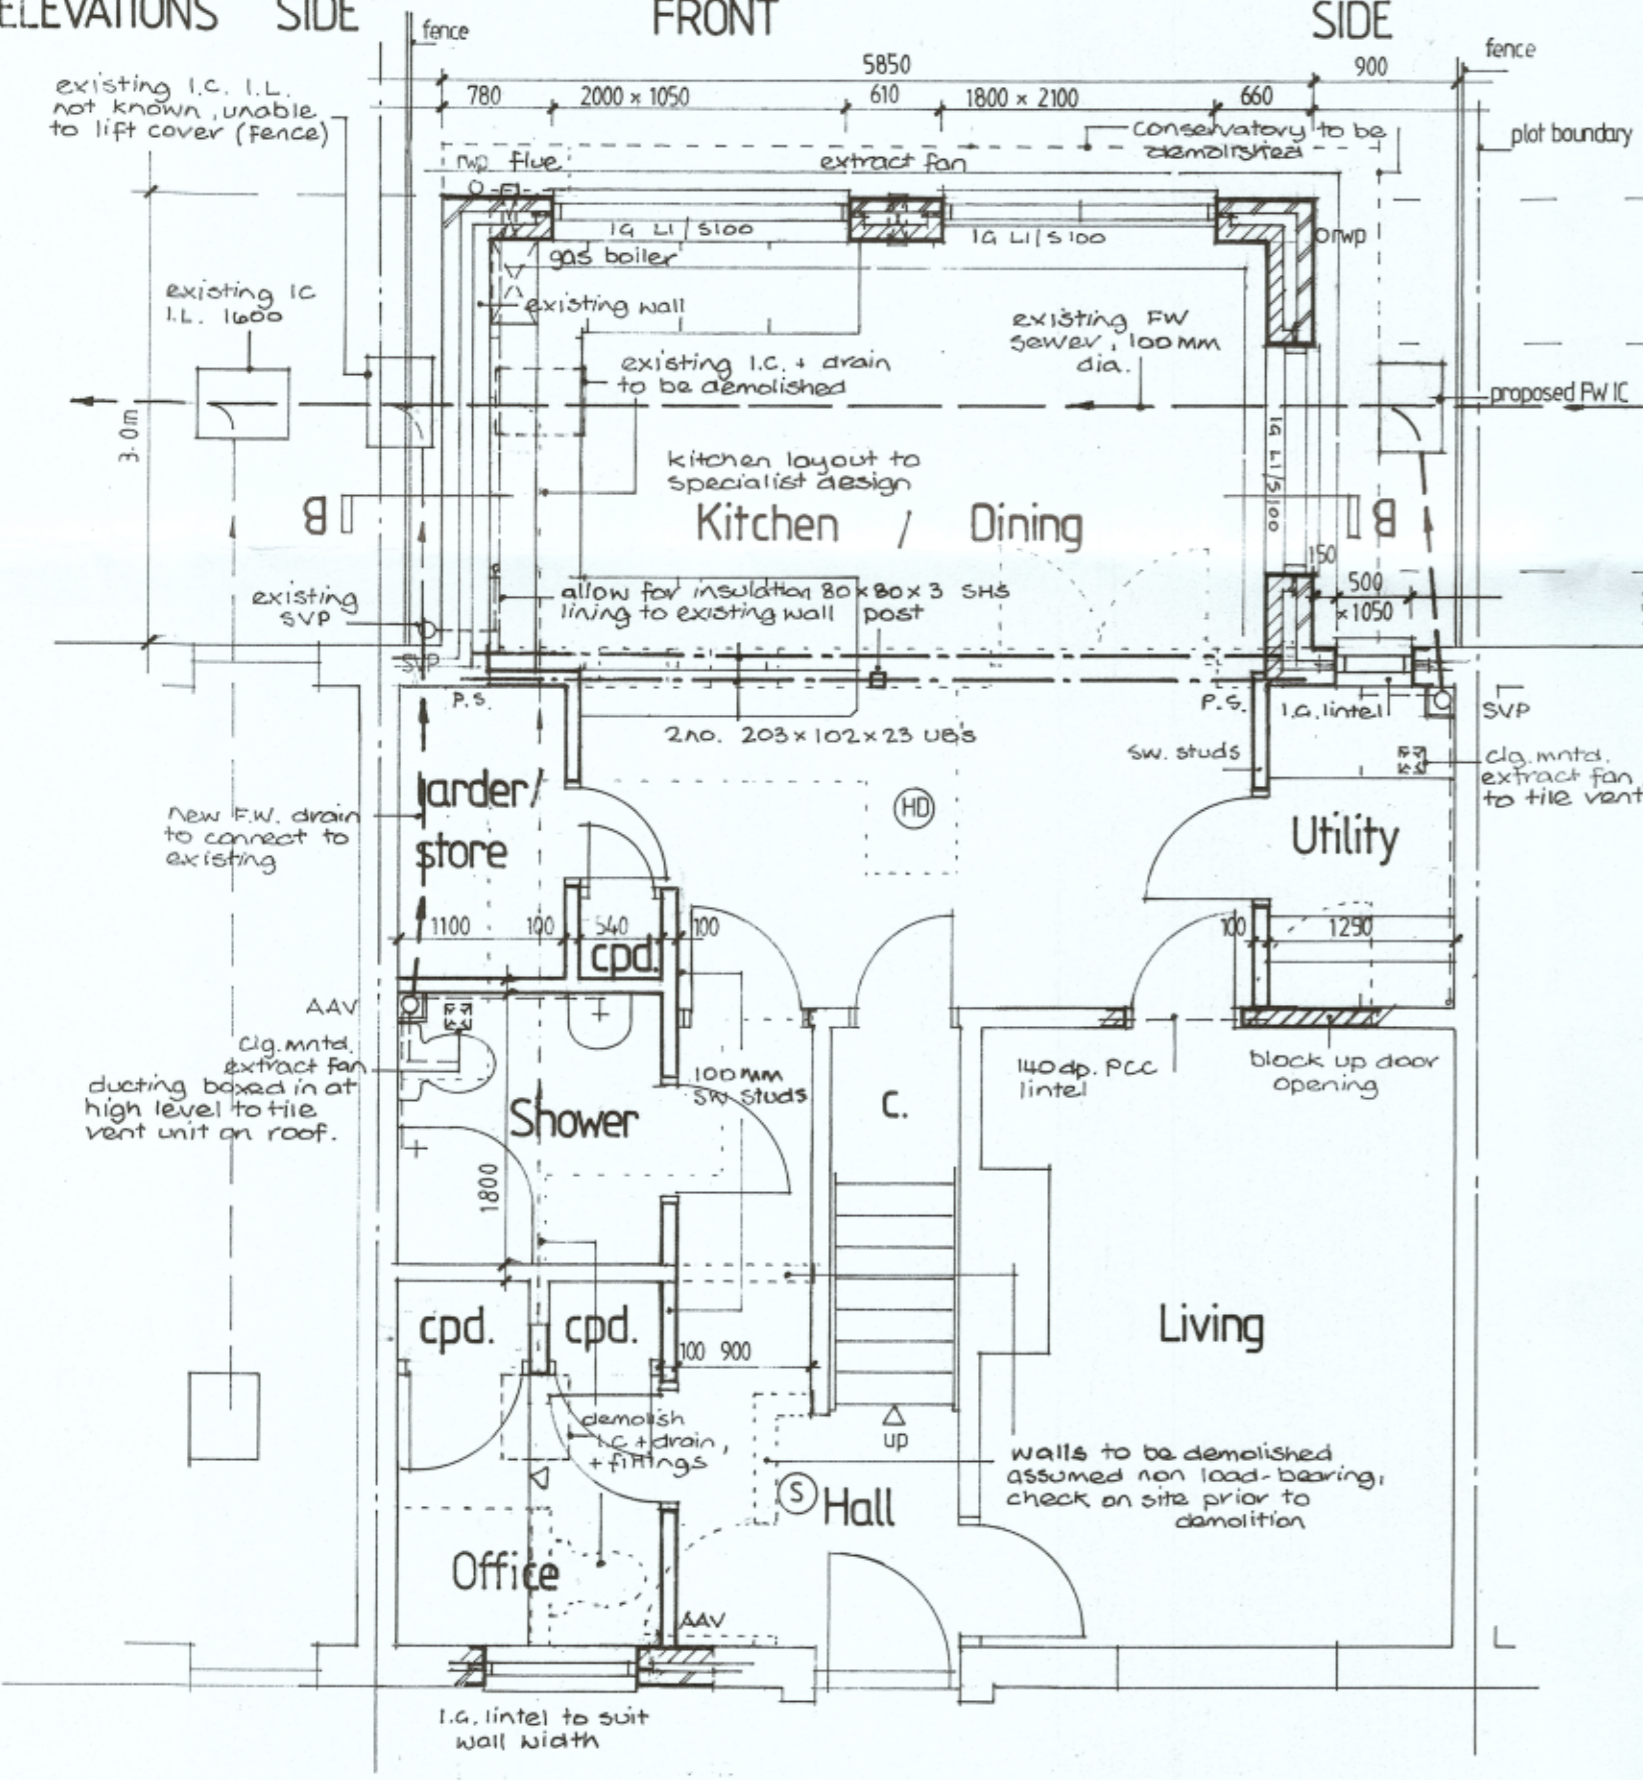 ELEVATIONS SIDE
FRONT
SIDE
fence
fence
5850
900
780
2000 x 1050
610
1800 x 2100
660
existing I.C. I.L.
not known, unable
to lift cover (fence)
conservatory to be
demolished
plot boundary
rwp
flue
extract fan
IG L1/S100
IG L1/S100
orwp
gas boiler
existing IC
I.L. 1600
existing wall
existing FW
sewer, 100mm
dia.
existing I.C. + drain
to be demolished
proposed FW IC
3.0m
IG L1/S100
kitchen layout to
specialist design
B
B
Kitchen / Dining
150
500
x1050
existing
SVP
allow for insulation
lining to existing wall
80x80x3 SHS
post
SVP
P.S.
P.S.
I.G. lintel
SVP
2no. 203x102x23 UB's
sw. studs
clg. mntd.
extract fan
to tile vent
larder/
store
HD
Utility
new F.W. drain
to connect to
existing
1100
100
540
100
100
1290
cpd.
AAV
clg. mntd.
extract fan
ducting boxed in at
high level to tile
vent unit on roof.
100mm
SW studs
140 dp. PCC
lintel
block up door
opening
C.
Shower
1800
cpd.
cpd.
Living
100
900
demolish
I.C + drain,
+ fittings
up
walls to be demolished
assumed non load-bearing,
check on site prior to
demolition
S
Hall
Office
AAV
I.G. lintel to suit
wall width